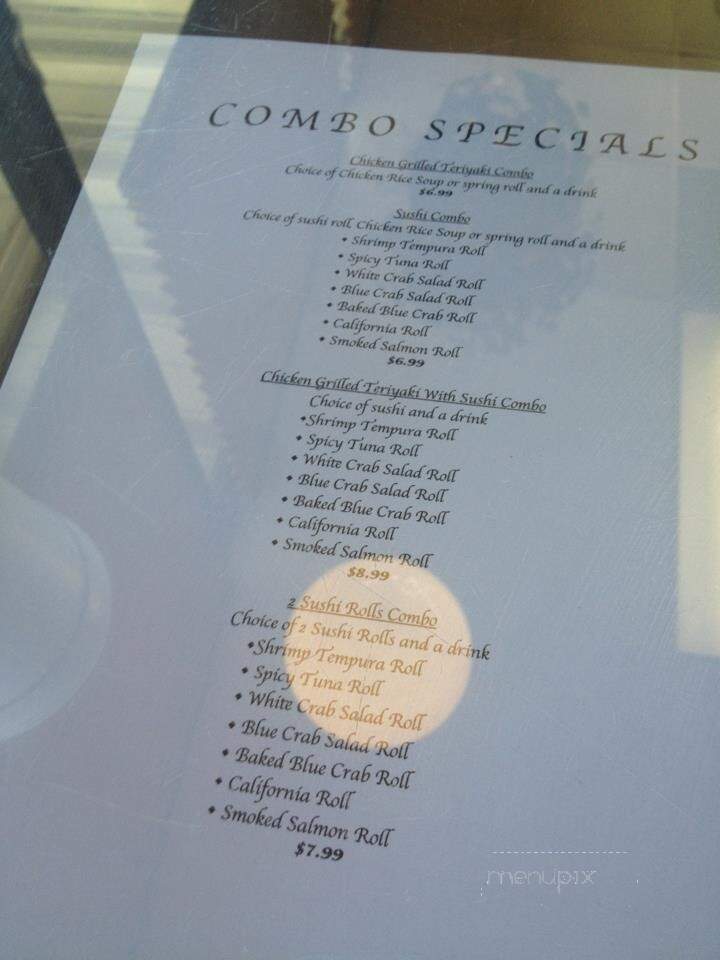 COMBO SPECIALS
Chicken Grilled Teriyaki Combo
Choice of Chicken Rice Soup or spring roll and a drink
$6.99
Sushi Combo
Choice of sushi roll, Chicken Rice Soup or spring roll and a drink
• Shrimp Tempura Roll
• Spicy Tuna Roll
• White Crab Salad Roll
• Blue Crab Salad Roll
• Baked Blue Crab Roll
• California Roll
• Smoked Salmon Roll
$6.99
Chicken Grilled Teriyaki With Sushi Combo
Choice of sushi and a drink
•Shrimp Tempura Roll
• Spicy Tuna Roll
• White Crab Salad Roll
• Blue Crab Salad Roll
• Baked Blue Crab Roll
• California Roll
• Smoked Salmon Roll
$8.99
2 Sushi Rolls Combo
Choice of 2 Sushi Rolls and a drink
•Shrimp Tempura Roll
• Spicy Tuna Roll
• White Crab Salad Roll
• Blue Crab Salad Roll
• Baked Blue Crab Roll
• California Roll
• Smoked Salmon Roll
$7.99
menupix